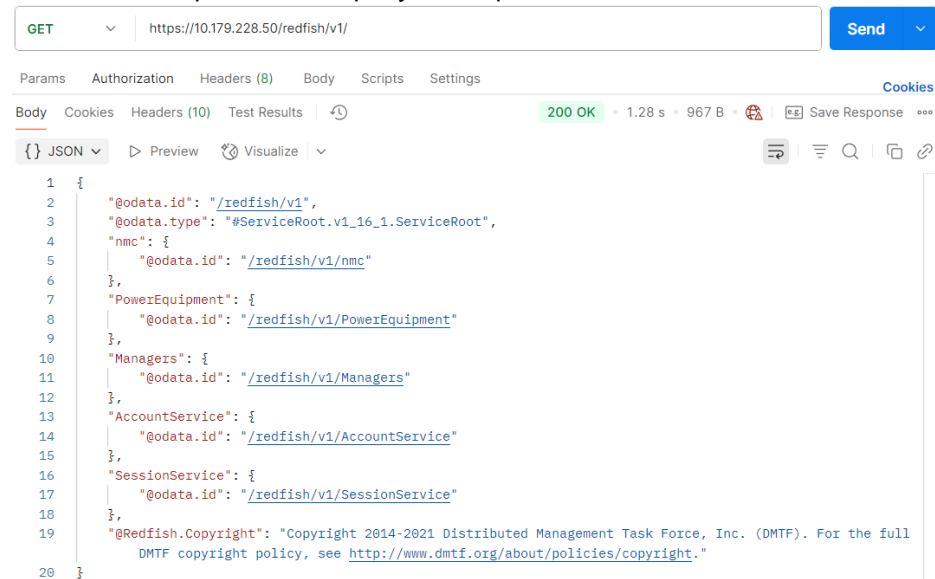 GET https://10.179.228.50/redfish/v1/ Send
Params Authorization Headers (8) Body Scripts Settings
Cookies
Body Cookies Headers (10) Test Results 200 OK • 1.28 s • 967 B • e.g. Save Response
{} JSON Preview Visualize
1 {
2 "@odata.id": "/redfish/v1",
3 "@odata.type": "#ServiceRoot.v1_16_1.ServiceRoot",
4 "nmc": {
5 "@odata.id": "/redfish/v1/nmc"
6 },
7 "PowerEquipment": {
8 "@odata.id": "/redfish/v1/PowerEquipment"
9 },
10 "Managers": {
11 "@odata.id": "/redfish/v1/Managers"
12 },
13 "AccountService": {
14 "@odata.id": "/redfish/v1/AccountService"
15 },
16 "SessionService": {
17 "@odata.id": "/redfish/v1/SessionService"
18 },
19 "@Redfish.Copyright": "Copyright 2014-2021 Distributed Management Task Force, Inc. (DMTF). For the full
DMTF copyright policy, see http://www.dmtf.org/about/policies/copyright."
20 }